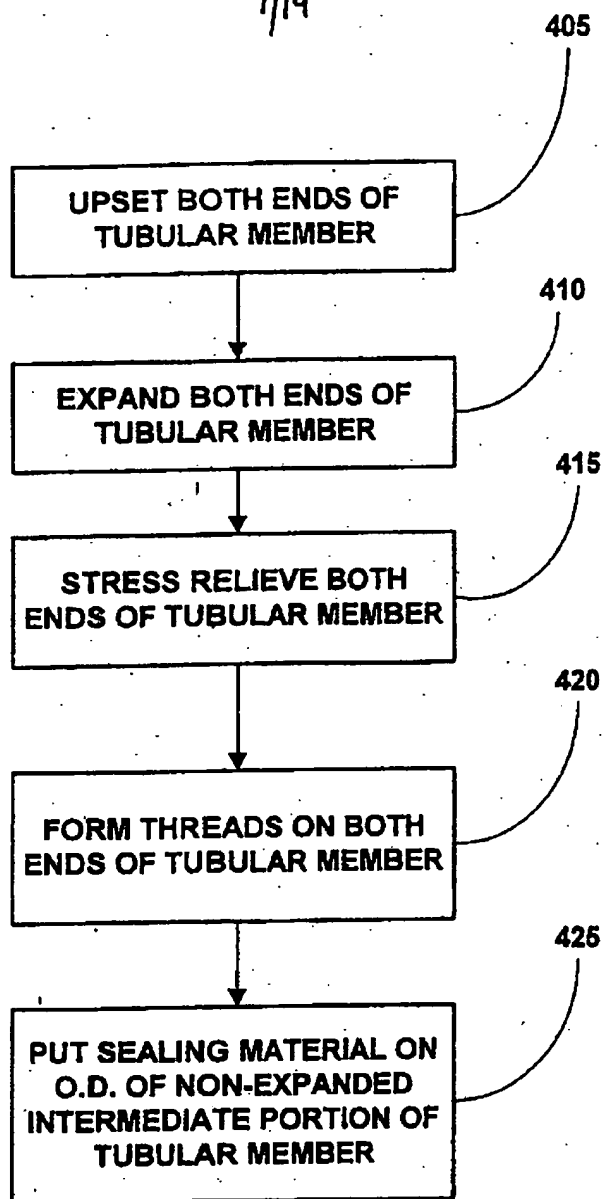 405
UPSET BOTH ENDS OF
TUBULAR MEMBER
410
EXPAND BOTH ENDS OF
TUBULAR MEMBER
415
STRESS RELIEVE BOTH
ENDS OF TUBULAR MEMBER
420
FORM THREADS ON BOTH
ENDS OF TUBULAR MEMBER
425
PUT SEALING MATERIAL ON
O.D. OF NON-EXPANDED
INTERMEDIATE PORTION OF
TUBULAR MEMBER